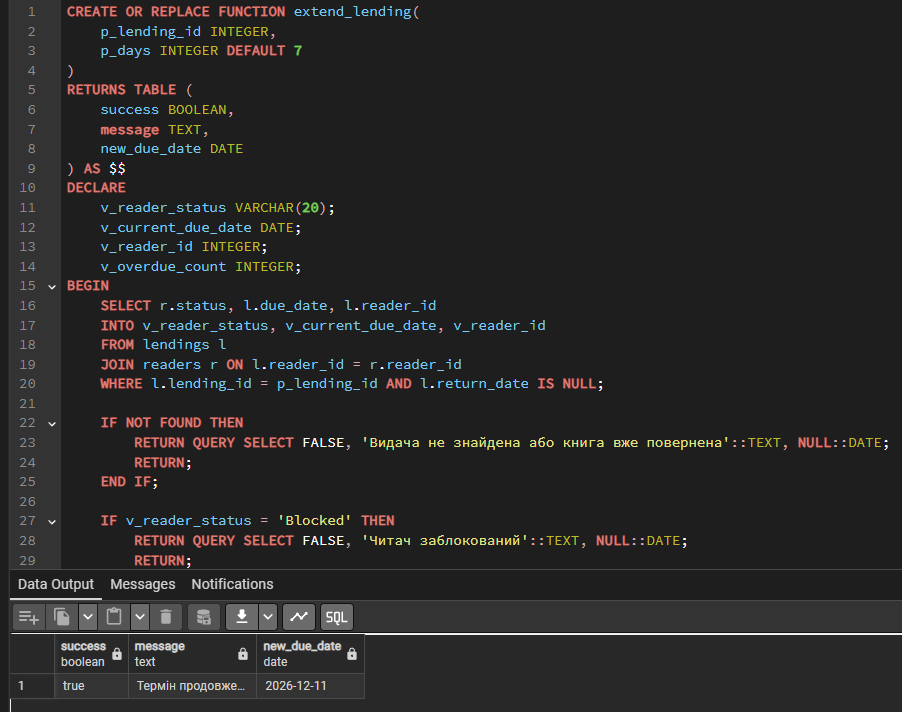 1 CREATE OR REPLACE FUNCTION extend_lending(
2 p_lending_id INTEGER,
3 p_days INTEGER DEFAULT 7
4 )
5 RETURNS TABLE (
6 success BOOLEAN,
7 message TEXT,
8 new_due_date DATE
9 ) AS $$
10 DECLARE
11 v_reader_status VARCHAR(20);
12 v_current_due_date DATE;
13 v_reader_id INTEGER;
14 v_overdue_count INTEGER;
15 BEGIN
16 SELECT r.status, l.due_date, l.reader_id
17 INTO v_reader_status, v_current_due_date, v_reader_id
18 FROM lendings l
19 JOIN readers r ON l.reader_id = r.reader_id
20 WHERE l.lending_id = p_lending_id AND l.return_date IS NULL;
21
22 IF NOT FOUND THEN
23 RETURN QUERY SELECT FALSE, 'Видача не знайдена або книга вже повернена'::TEXT, NULL::DATE;
24 RETURN;
25 END IF;
26
27 IF v_reader_status = 'Blocked' THEN
28 RETURN QUERY SELECT FALSE, 'Читач заблокований'::TEXT, NULL::DATE;
29 RETURN;
Data Output Messages Notifications
SQL
success message new_due_date
boolean text date
1 true Термін продовже... 2026-12-11